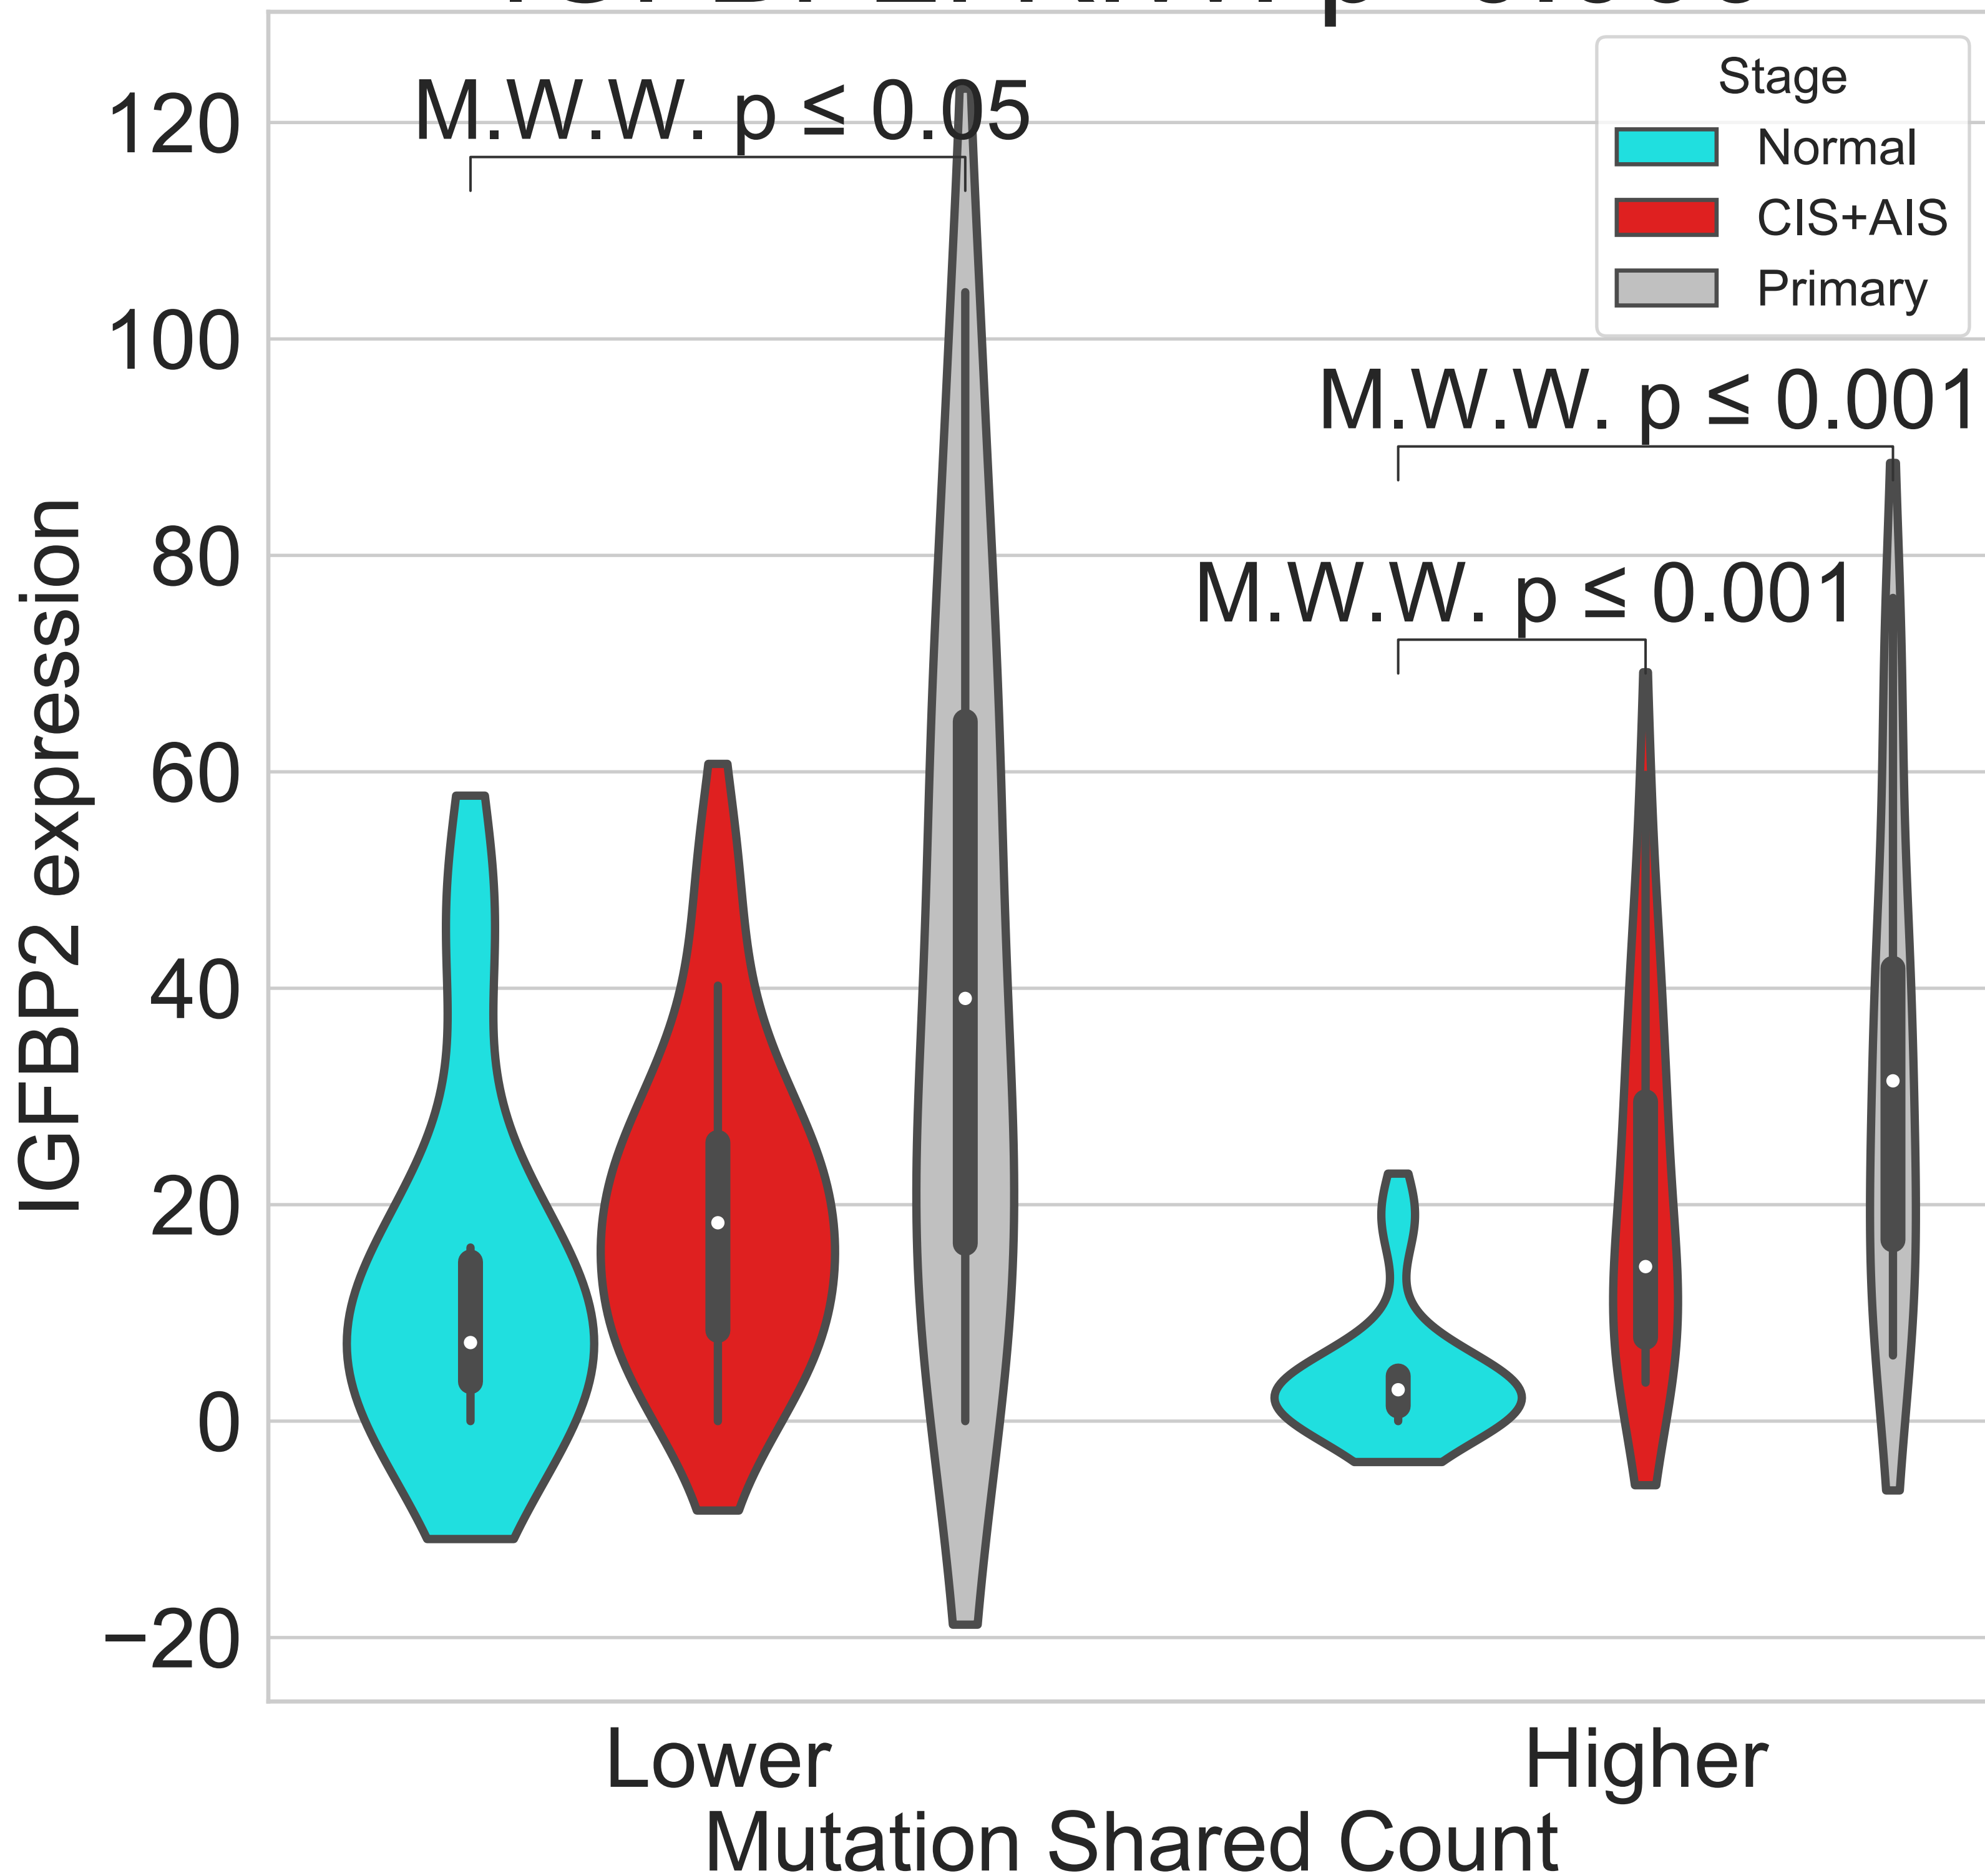 M.W.W. p ≤ 0.05
Stage
Normal
CIS+AIS
Primary
M.W.W. p ≤ 0.001
M.W.W. p ≤ 0.001
120
100
80
60
40
20
0
−20
IGFBP2 expression
Lower
Higher
Mutation Shared Count